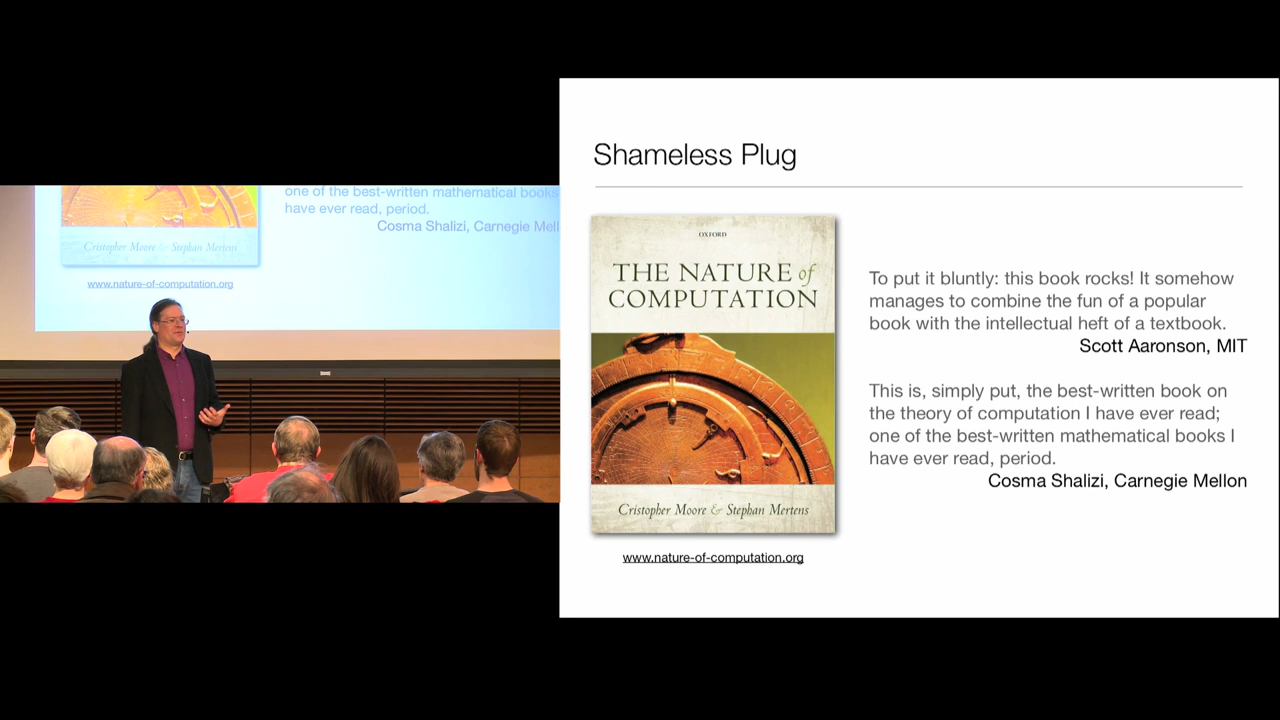 one of the best-written mathematical books
have ever read, period.
Cosma Shalizi, Carnegie Mell
Cristopher Moore & Stephan Mertens
www.nature-of-computation.org
Shameless Plug
OXFORD
THE NATURE of
COMPUTATION
Cristopher Moore & Stephan Mertens
www.nature-of-computation.org
To put it bluntly: this book rocks! It somehow
manages to combine the fun of a popular
book with the intellectual heft of a textbook.
Scott Aaronson, MIT
This is, simply put, the best-written book on
the theory of computation I have ever read;
one of the best-written mathematical books I
have ever read, period.
Cosma Shalizi, Carnegie Mellon